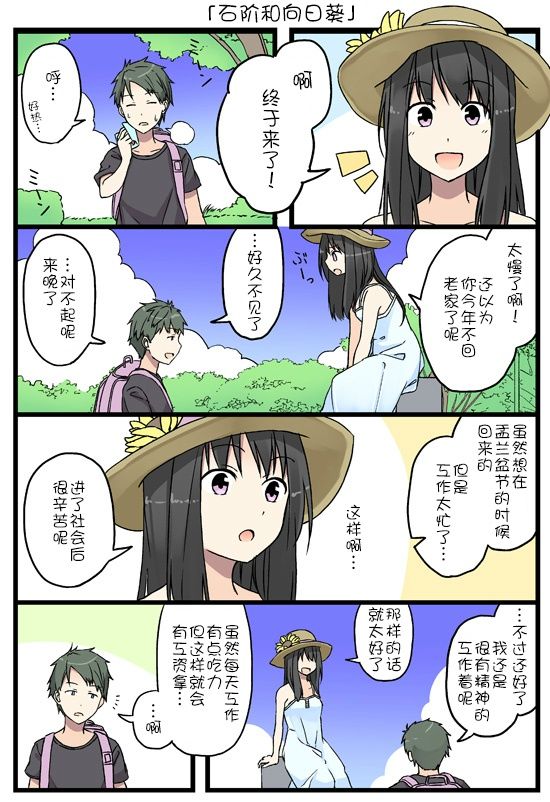 「石阶和向日葵」
啊
终于来了！
呼…
好热…
太慢了啊！
还以为
你今年不回
老家了呢
ぶーっ
…好久不见了
…对不起呢
来晚了
虽然想在
盂兰盆节的时候
回来的
但是
工作太忙了…
这样啊…
进了社会后
很辛苦呢
…不过还好了
我还是
很有精神的
工作着呢
那样的话
就太好了
虽然每天工作
有点吃力
但这样就会
有工资拿…
…啊